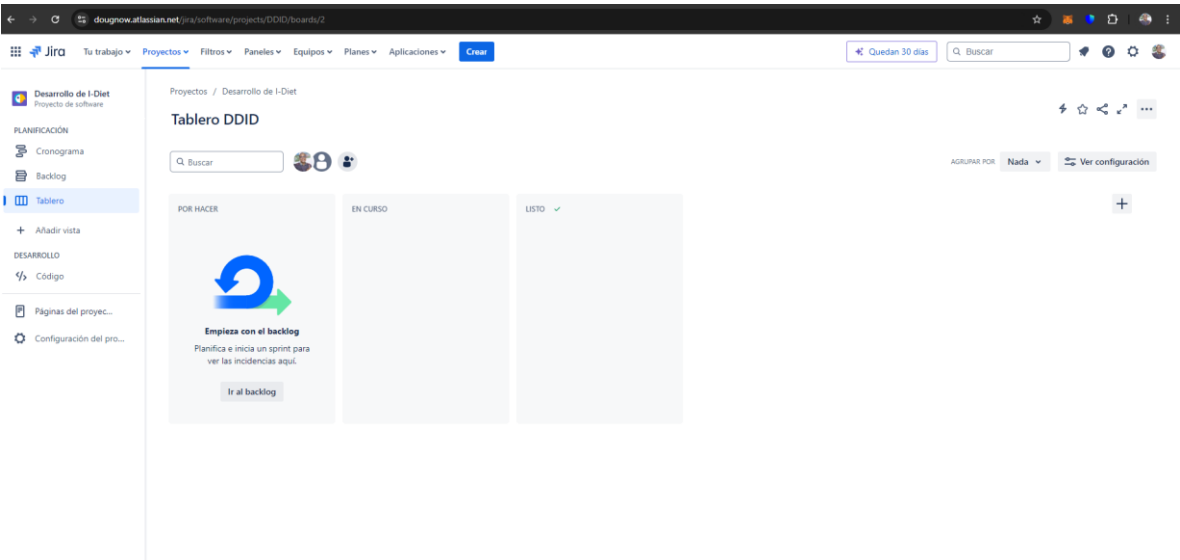 dougnow.atlassian.net/jira/software/projects/DDID/boards/2
Jira Tu trabajo Proyectos Filtros Paneles Equipos Planes Aplicaciones Crear Quedan 30 días Buscar
Desarrollo de I-Diet
Proyecto de software
PLANIFICACIÓN
Cronograma
Backlog
Tablero
Añadir vista
DESARROLLO
Código
Páginas del proyec...
Configuración del pro...
Proyectos / Desarrollo de I-Diet
Tablero DDID
Buscar AGRUPAR POR Nada Ver configuración
POR HACER EN CURSO LISTO
Empieza con el backlog
Planifica e inicia un sprint para
ver las incidencias aquí.
Ir al backlog